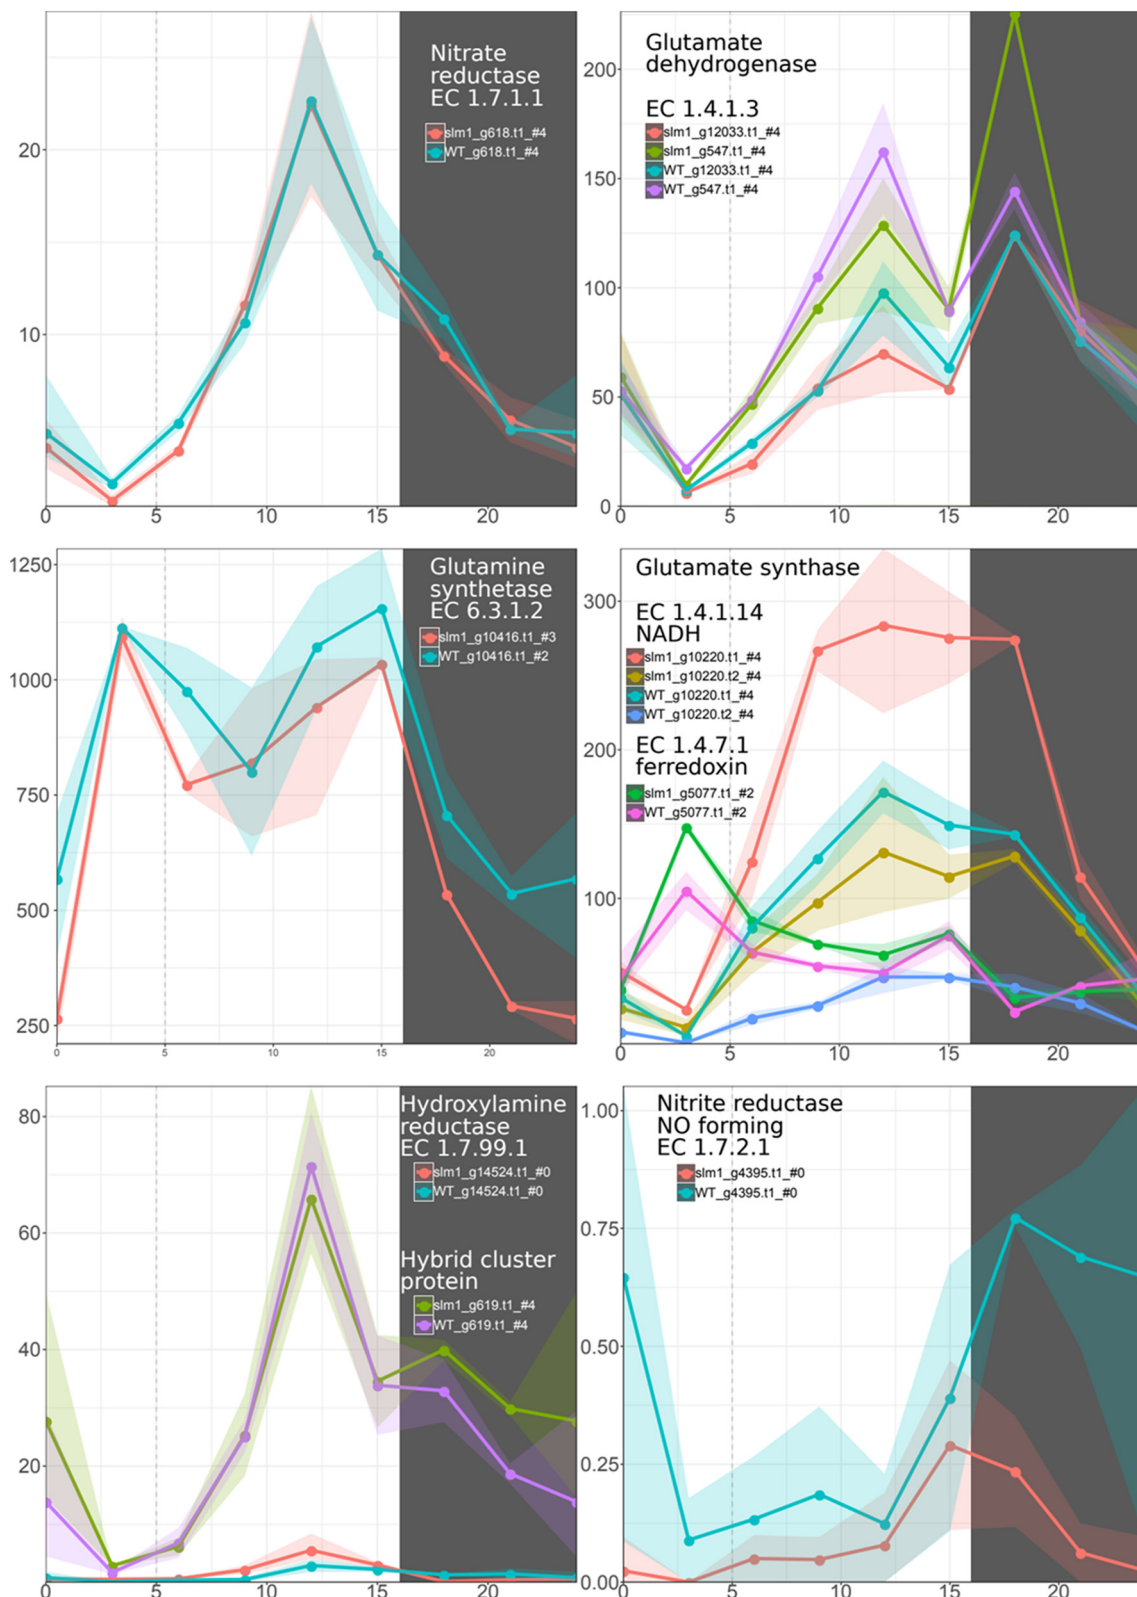 Nitrate
reductase
EC 1.7.1.1
slm1_g618.t1_#4
WT_g618.t1_#4
20
10
0
5
10
15
20
Glutamate
dehydrogenase
EC 1.4.1.3
slm1_g12033.t1_#4
slm1_g547.t1_#4
WT_g12033.t1_#4
WT_g547.t1_#4
200
150
100
50
0
0
5
10
15
20
Glutamine
synthetase
EC 6.3.1.2
slm1_g10416.t1_#3
WT_g10416.t1_#2
1250
1000
750
500
250
0
5
10
15
20
Glutamate synthase
EC 1.4.1.14
NADH
slm1_g10220.t1_#4
slm1_g10220.t2_#4
WT_g10220.t1_#4
WT_g10220.t2_#4
EC 1.4.7.1
ferredoxin
slm1_g5077.t1_#2
WT_g5077.t1_#2
300
200
100
0
5
10
15
20
Hydroxylamine
reductase
EC 1.7.99.1
slm1_g14524.t1_#0
WT_g14524.t1_#0
Hybrid cluster
protein
slm1_g619.t1_#4
WT_g619.t1_#4
80
60
40
20
0
5
10
15
20
Nitrite reductase
NO forming
EC 1.7.2.1
slm1_g4395.t1_#0
WT_g4395.t1_#0
1.00
0.75
0.50
0.25
0.00
0
5
10
15
20